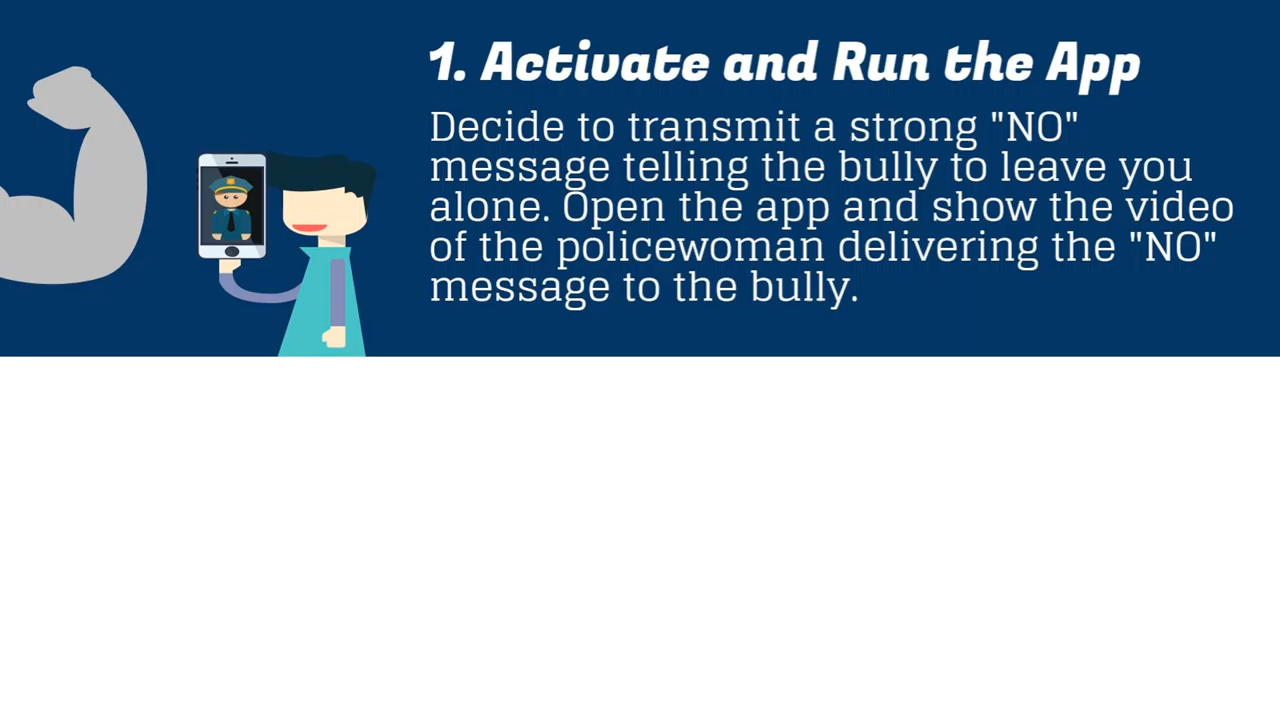 1. Activate and Run the App
Decide to transmit a strong "NO"
message telling the bully to leave you
alone. Open the app and show the video
of the policewoman delivering the "NO"
message to the bully.